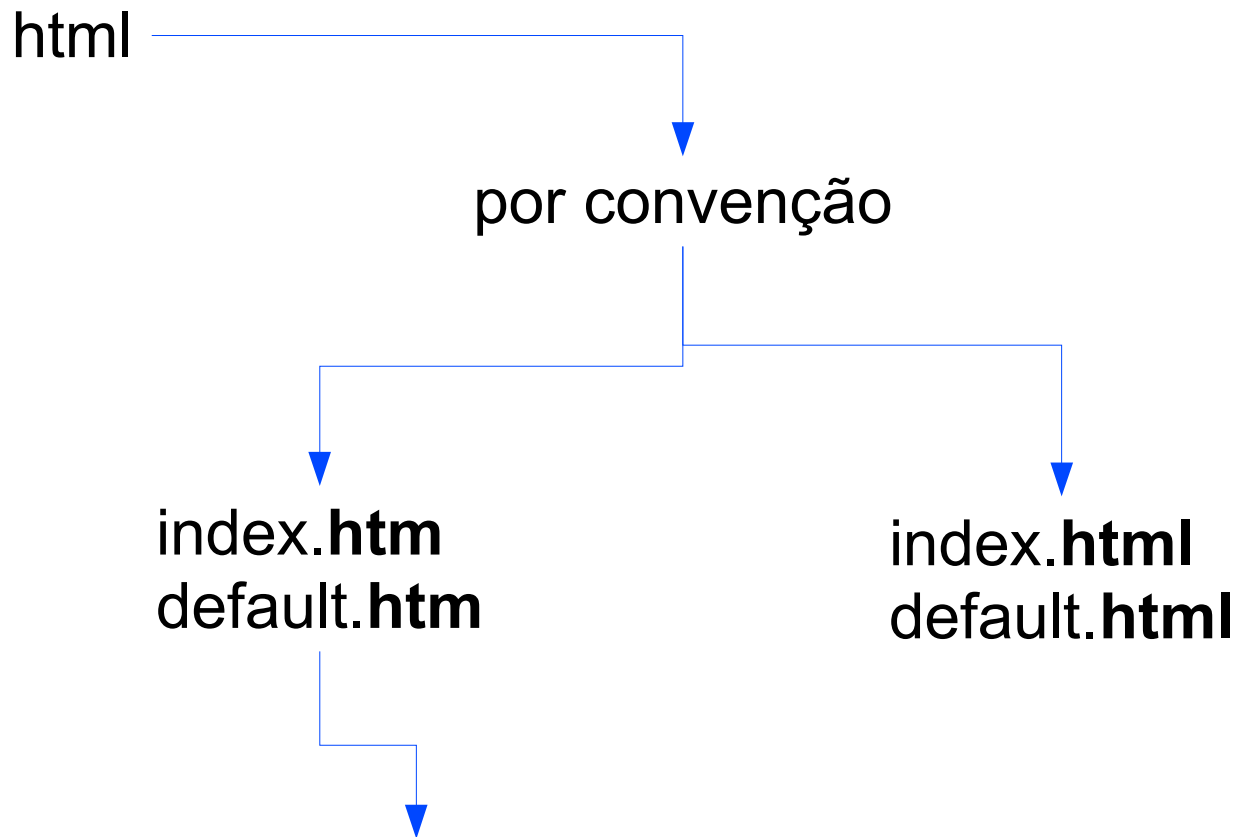 html
por convenção
index.htm
default.htm
index.html
default.html